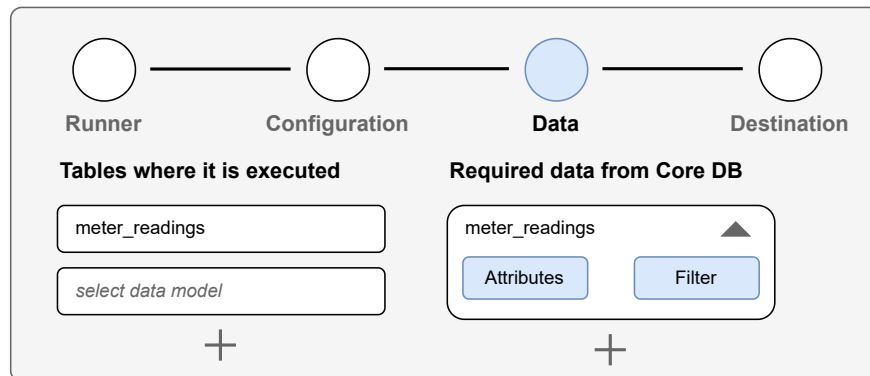 Runner
Configuration
Data
Destination
Tables where it is executed
meter_readings
select data model
Required data from Core DB
meter_readings
Attributes
Filter